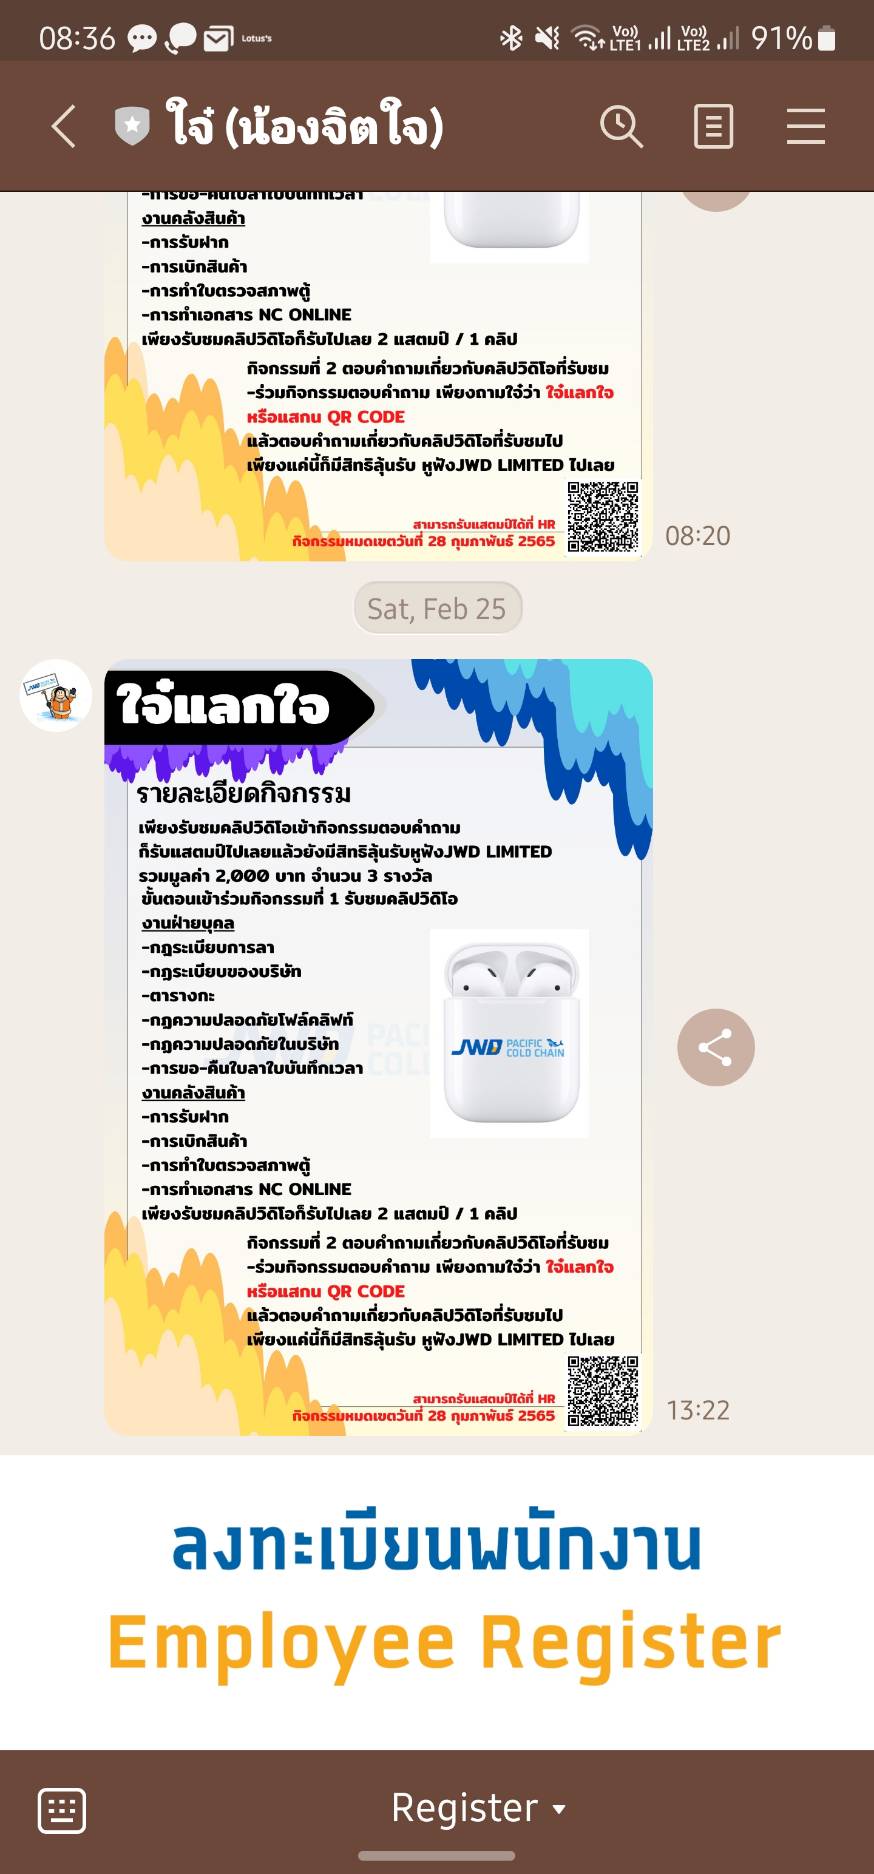 08:36
Lotus's
Vo)) LTE1
Vo)) LTE2
91%
ใจ๋ (น้องจิตใจ)
-การขอ-คืนใบลาใบบันทึกเวลา
งานคลังสินค้า
-การรับฝาก
-การเบิกสินค้า
-การทำใบตรวจสภาพตู้
-การทำเอกสาร NC ONLINE
เพียงรับชมคลิปวิดิโอก็รับไปเลย 2 แสตมป์ / 1 คลิป
กิจกรรมที่ 2 ตอบคำถามเกี่ยวกับคลิปวิดิโอที่รับชม
-ร่วมกิจกรรมตอบคำถาม เพียงถามใจ๋ว่า ใจ๋แลกใจ
หรือแสกน QR CODE
แล้วตอบคำถามเกี่ยวกับคลิปวิดิโอที่รับชมไป
เพียงแค่นี้ก็มีสิทธิลุ้นรับ หูฟังJWD LIMITED ไปเลย
สามารถรับแสตมป์ได้ที่ HR
กิจกรรมหมดเขตวันที่ 28 กุมภาพันธ์ 2565
08:20
Sat, Feb 25
ใจ๋แลกใจ
รายละเอียดกิจกรรม
เพียงรับชมคลิปวิดิโอเข้ากิจกรรมตอบคำถาม
ก็รับแสตมป์ไปเลยแล้วยังมีสิทธิลุ้นรับหูฟังJWD LIMITED
รวมมูลค่า 2,000 บาท จำนวน 3 รางวัล
ขั้นตอนเข้าร่วมกิจกรรมที่ 1 รับชมคลิปวิดิโอ
งานฝ่ายบุคล
-กฎระเบียบการลา
-กฎระเบียบของบริษัท
-ตารางกะ
-กฎความปลอดภัยโฟล์คลิฟท์
-กฎความปลอดภัยในบริษัท
-การขอ-คืนใบลาใบบันทึกเวลา
JWD PACIFIC COLD CHAIN
งานคลังสินค้า
-การรับฝาก
-การเบิกสินค้า
-การทำใบตรวจสภาพตู้
-การทำเอกสาร NC ONLINE
เพียงรับชมคลิปวิดิโอก็รับไปเลย 2 แสตมป์ / 1 คลิป
กิจกรรมที่ 2 ตอบคำถามเกี่ยวกับคลิปวิดิโอที่รับชม
-ร่วมกิจกรรมตอบคำถาม เพียงถามใจ๋ว่า ใจ๋แลกใจ
หรือแสกน QR CODE
แล้วตอบคำถามเกี่ยวกับคลิปวิดิโอที่รับชมไป
เพียงแค่นี้ก็มีสิทธิลุ้นรับ หูฟังJWD LIMITED ไปเลย
สามารถรับแสตมป์ได้ที่ HR
กิจกรรมหมดเขตวันที่ 28 กุมภาพันธ์ 2565
13:22
ลงทะเบียนพนักงาน
Employee Register
Register